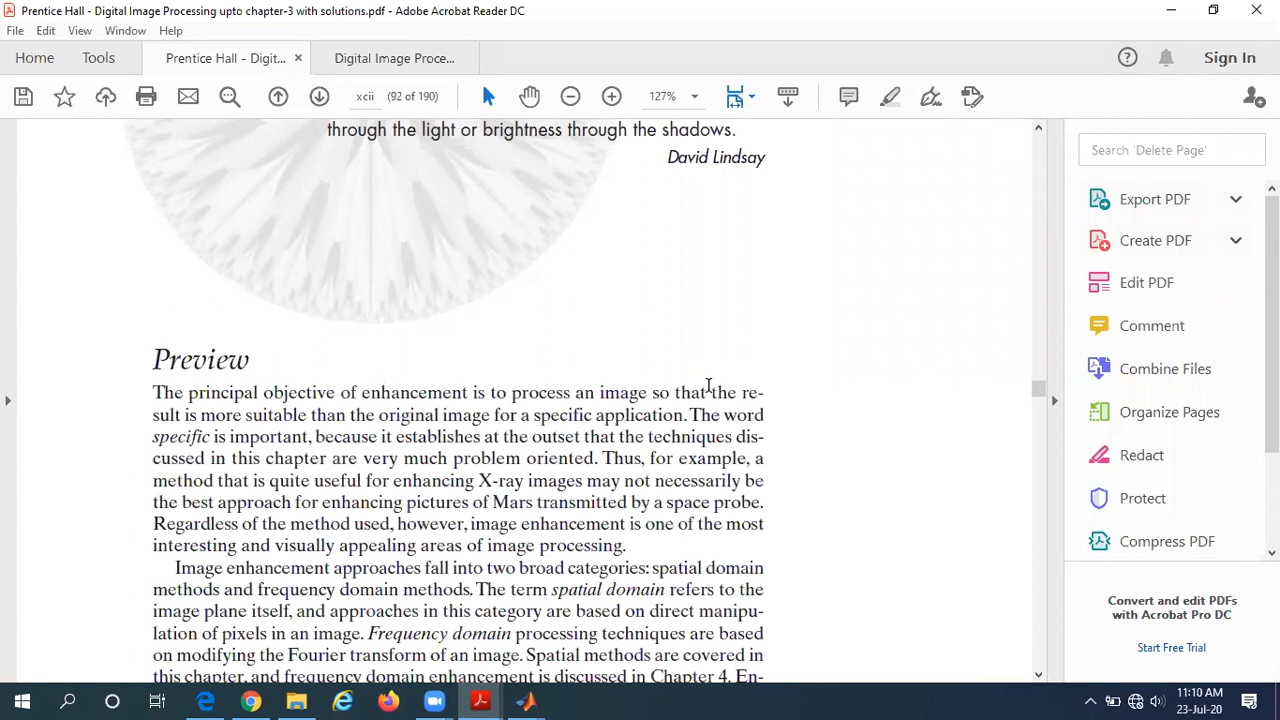 Prentice Hall - Digital Image Processing upto chapter-3 with solutions.pdf - Adobe Acrobat Reader DC
File Edit View Window Help
Home Tools Prentice Hall - Digit... × Digital Image Proce... Sign In
xcii (92 of 190) 127%
through the light or brightness through the shadows.
David Lindsay
Preview
The principal objective of enhancement is to process an image so that the re-
sult is more suitable than the original image for a specific application. The word
specific is important, because it establishes at the outset that the techniques dis-
cussed in this chapter are very much problem oriented. Thus, for example, a
method that is quite useful for enhancing X-ray images may not necessarily be
the best approach for enhancing pictures of Mars transmitted by a space probe.
Regardless of the method used, however, image enhancement is one of the most
interesting and visually appealing areas of image processing.
Image enhancement approaches fall into two broad categories: spatial domain
methods and frequency domain methods. The term spatial domain refers to the
image plane itself, and approaches in this category are based on direct manipu-
lation of pixels in an image. Frequency domain processing techniques are based
on modifying the Fourier transform of an image. Spatial methods are covered in
this chapter, and frequency domain enhancement is discussed in Chapter 4. En-
Search 'Delete Page'
Export PDF
Create PDF
Edit PDF
Comment
Combine Files
Organize Pages
Redact
Protect
Compress PDF
Convert and edit PDFs
with Acrobat Pro DC
Start Free Trial
11:10 AM
23-Jul-20